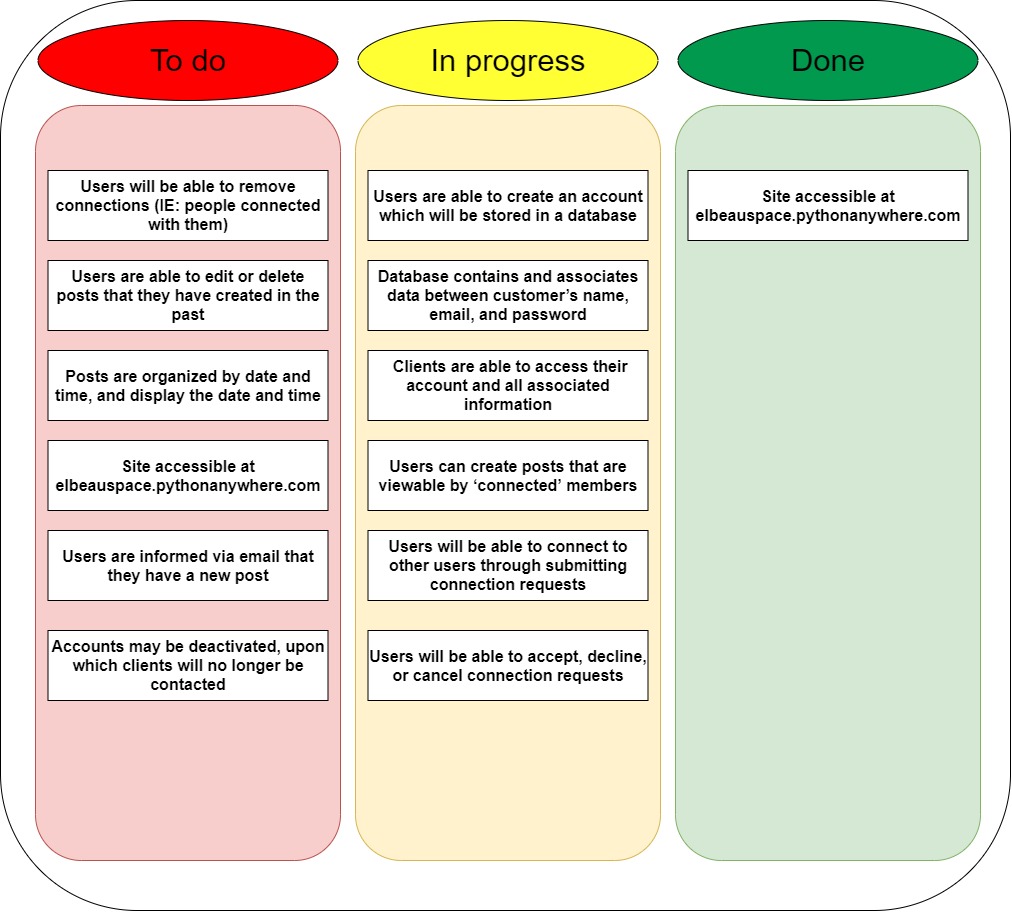 To do
In progress
Done
Users will be able to remove
connections (IE: people connected
with them)
Users are able to edit or delete
posts that they have created in the
past
Posts are organized by date and
time, and display the date and time
Site accessible at
elbeauspace.pythonanywhere.com
Users are informed via email that
they have a new post
Accounts may be deactivated, upon
which clients will no longer be
contacted
Users are able to create an account
which will be stored in a database
Database contains and associates
data between customer’s name,
email, and password
Clients are able to access their
account and all associated
information
Users can create posts that are
viewable by ‘connected’ members
Users will be able to connect to
other users through submitting
connection requests
Users will be able to accept, decline,
or cancel connection requests
Site accessible at
elbeauspace.pythonanywhere.com